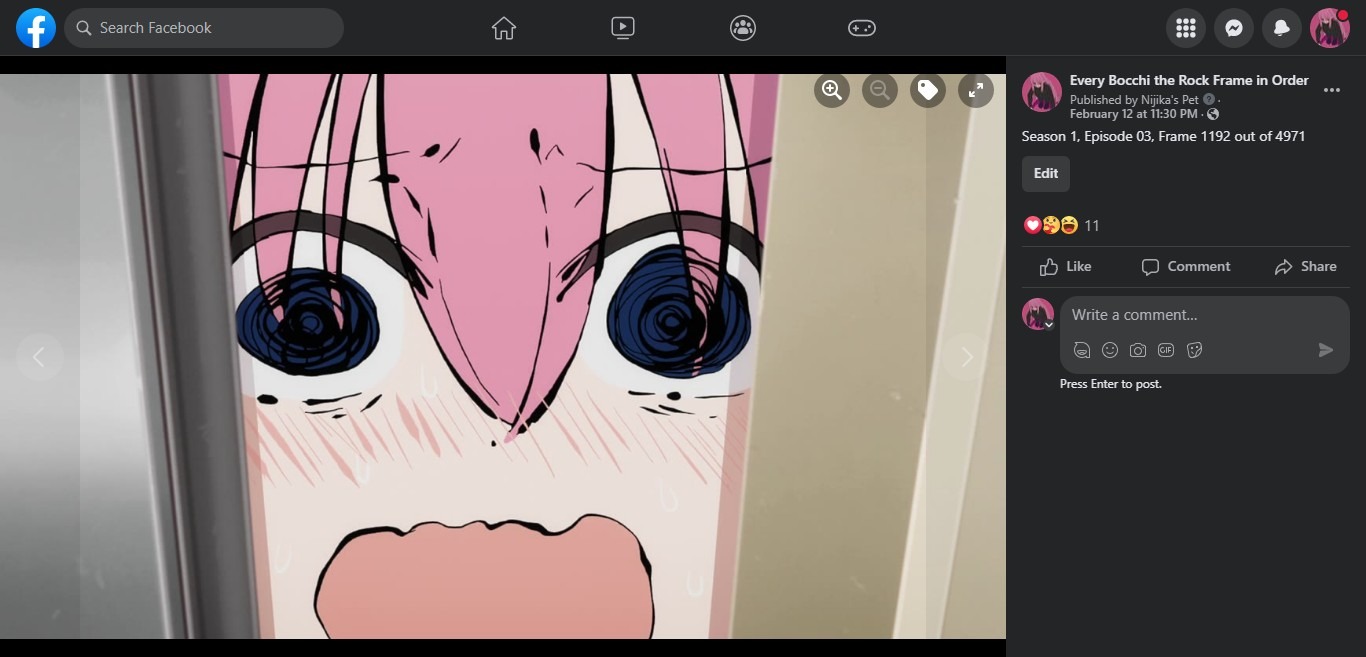 Search Facebook
Every Bocchi the Rock Frame in Order
Published by Nijika's Pet ·
February 12 at 11:30 PM ·
Season 1, Episode 03, Frame 1192 out of 4971
Edit
11
Like Comment Share
Write a comment...
GIF
Press Enter to post.